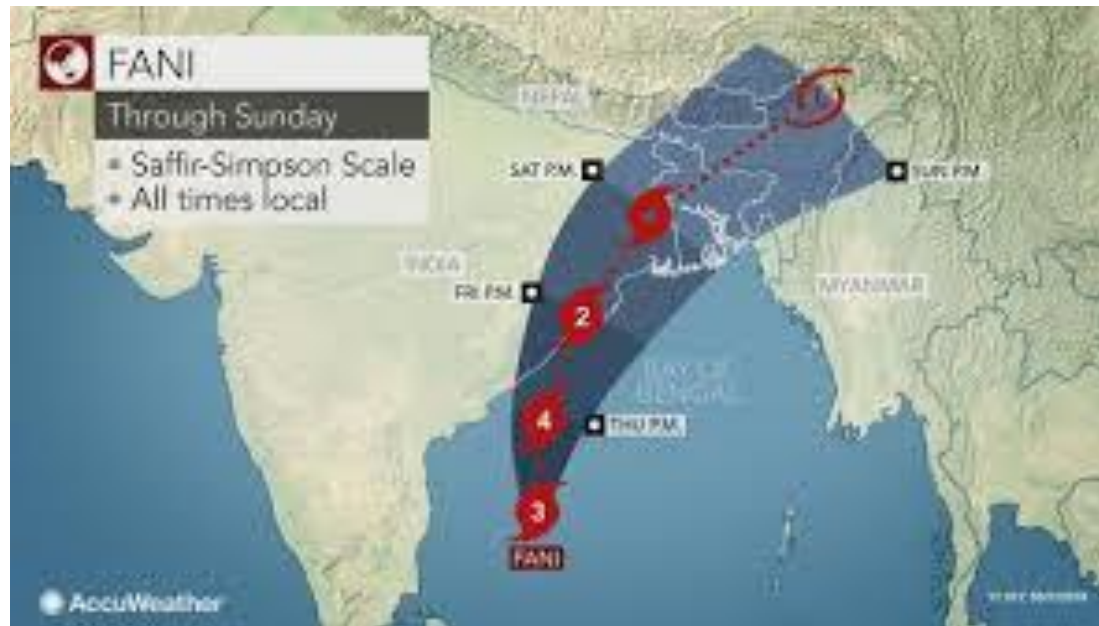 FANI
Through Sunday
• Saffir-Simpson Scale
• All times local
NEPAL
SAT P.M.
SUN P.M.
INDIA
FRI P.M.
MYANMAR
2
BAY OF
BENGAL
4
THU P.M.
3
FANI
AccuWeather